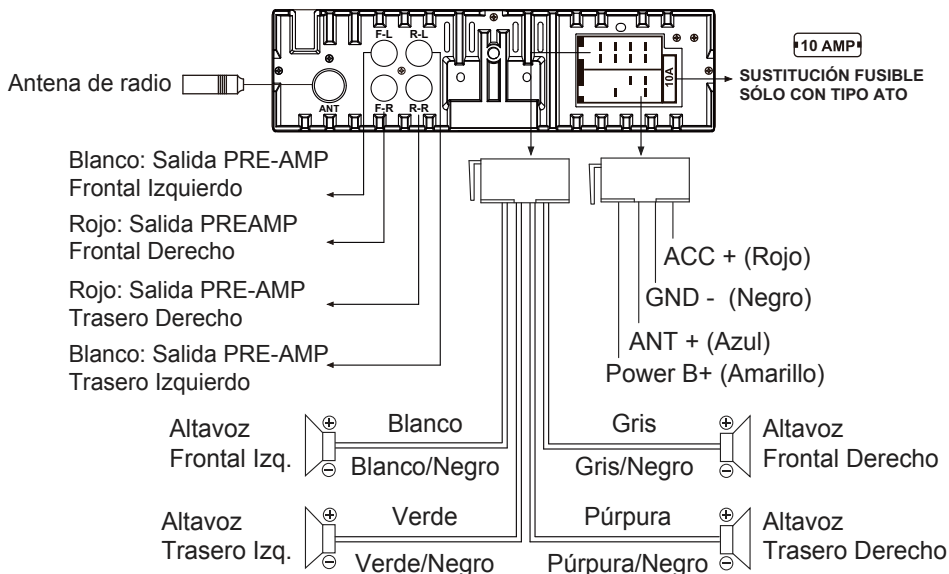 F-L
R-L
10 AMP
Antena de radio
10A
SUSTITUCIÓN FUSIBLE
SÓLO CON TIPO ATO
ANT
F-R
R-R
Blanco: Salida PRE-AMP
Frontal Izquierdo
Rojo: Salida PREAMP
Frontal Derecho
Rojo: Salida PRE-AMP
Trasero Derecho
Blanco: Salida PRE-AMP
Trasero Izquierdo
ACC + (Rojo)
GND - (Negro)
ANT + (Azul)
Power B+ (Amarillo)
Altavoz
Frontal Izq.
Blanco
Blanco/Negro
Gris
Gris/Negro
Altavoz
Frontal Derecho
Altavoz
Trasero Izq.
Verde
Verde/Negro
Púrpura
Púrpura/Negro
Altavoz
Trasero Derecho